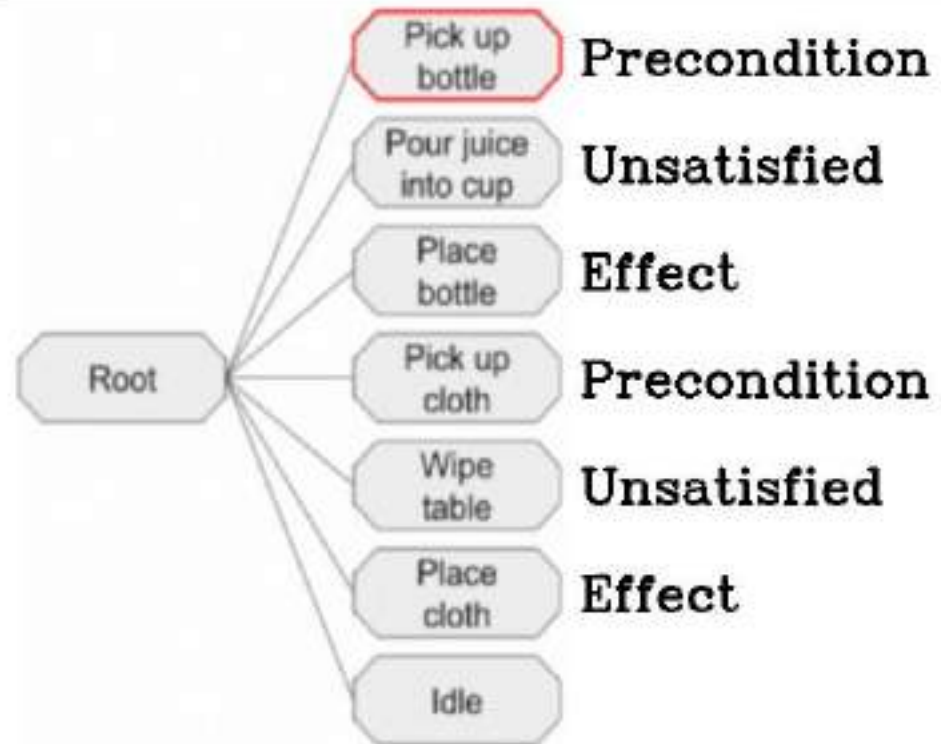 Pick up
bottle
Precondition
Pour juice
into cup
Unsatisfied
Place
bottle
Effect
Root
Pick up
cloth
Precondition
Wipe
table
Unsatisfied
Place
cloth
Effect
Idle